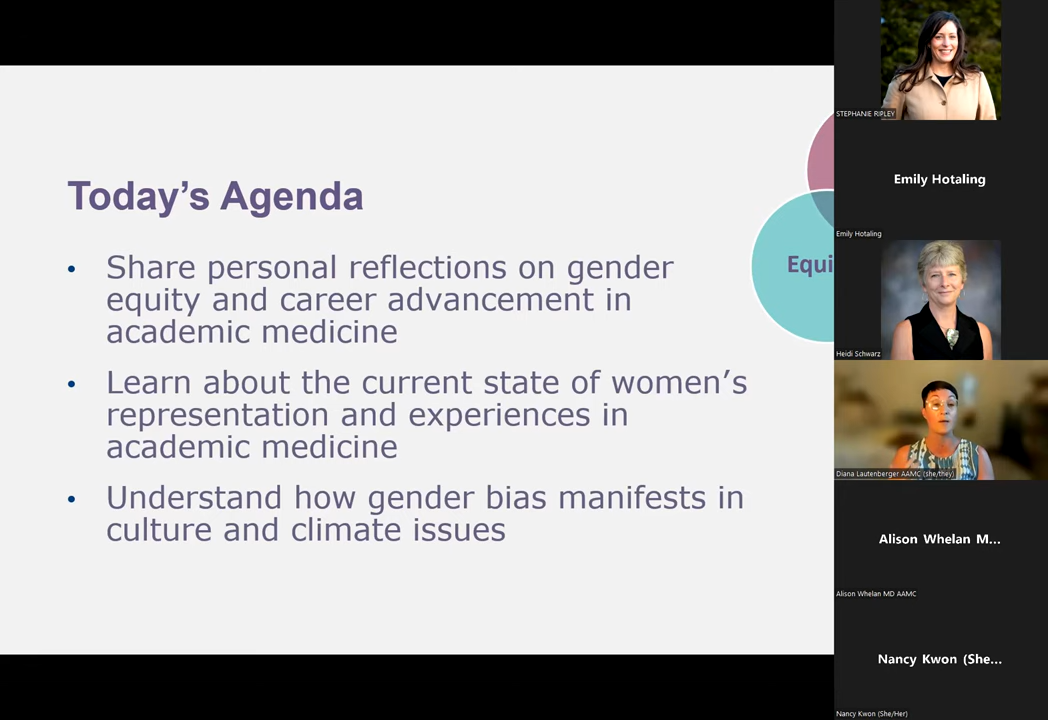 Today's Agenda
• Share personal reflections on gender
equity and career advancement in
academic medicine
• Learn about the current state of women's
representation and experiences in
academic medicine
• Understand how gender bias manifests in
culture and climate issues
Equi
STEPHANIE RIPLEY
Emily Hotaling
Emily Hotaling
Heidi Schwarz
Diana Lautenberger AAMC (she/they)
Alison Whelan M...
Alison Whelan MD AAMC
Nancy Kwon (She...
Nancy Kwon (She/Her)